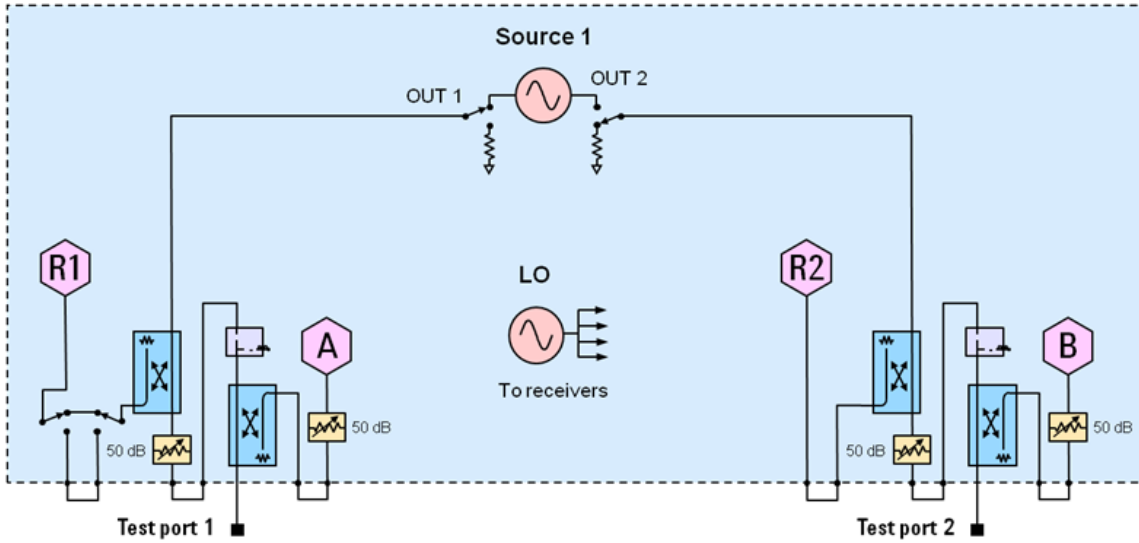 Source 1
OUT 1
OUT 2
R1
A
LO
To receivers
R2
B
50 dB
50 dB
50 dB
50 dB
Test port 1
Test port 2